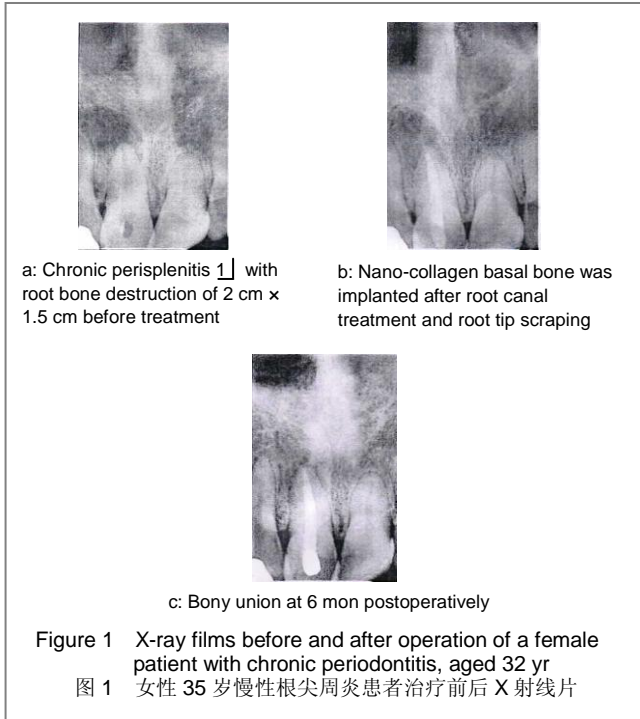 a: Chronic perisplenitis 1⏌ with
root bone destruction of 2 cm ×
1.5 cm before treatment
b: Nano-collagen basal bone was
implanted after root canal
treatment and root tip scraping
c: Bony union at 6 mon postoperatively
Figure 1 X-ray films before and after operation of a female
patient with chronic periodontitis, aged 32 yr
图 1 女性 35 岁慢性根尖周炎患者治疗前后 X 射线片